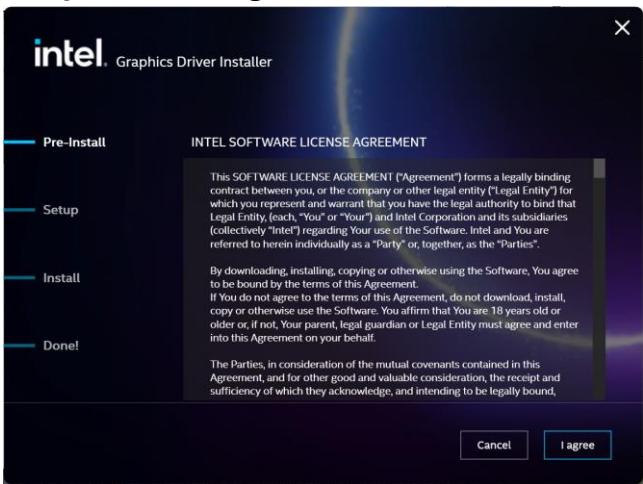 intel. Graphics Driver Installer
Pre-Install
Setup
Install
Done!
INTEL SOFTWARE LICENSE AGREEMENT
This SOFTWARE LICENSE AGREEMENT (“Agreement”) forms a legally binding
contract between you, or the company or other legal entity (“Legal Entity”) for
which you represent and warrant that you have the legal authority to bind that
Legal Entity, (each, “You” or “Your”) and Intel Corporation and its subsidiaries
(collectively “Intel”) regarding Your use of the Software. Intel and You are
referred to herein individually as a “Party” or, together, as the “Parties”.
By downloading, installing, copying or otherwise using the Software, You agree
to be bound by the terms of this Agreement.
If You do not agree to the terms of this Agreement, do not download, install,
copy or otherwise use the Software. You affirm that You are 18 years old or
older or, if not, Your parent, legal guardian or Legal Entity must agree and enter
into this Agreement on your behalf.
The Parties, in consideration of the mutual covenants contained in this
Agreement, and for other good and valuable consideration, the receipt and
sufficiency of which they acknowledge, and intending to be legally bound,
Cancel
I agree